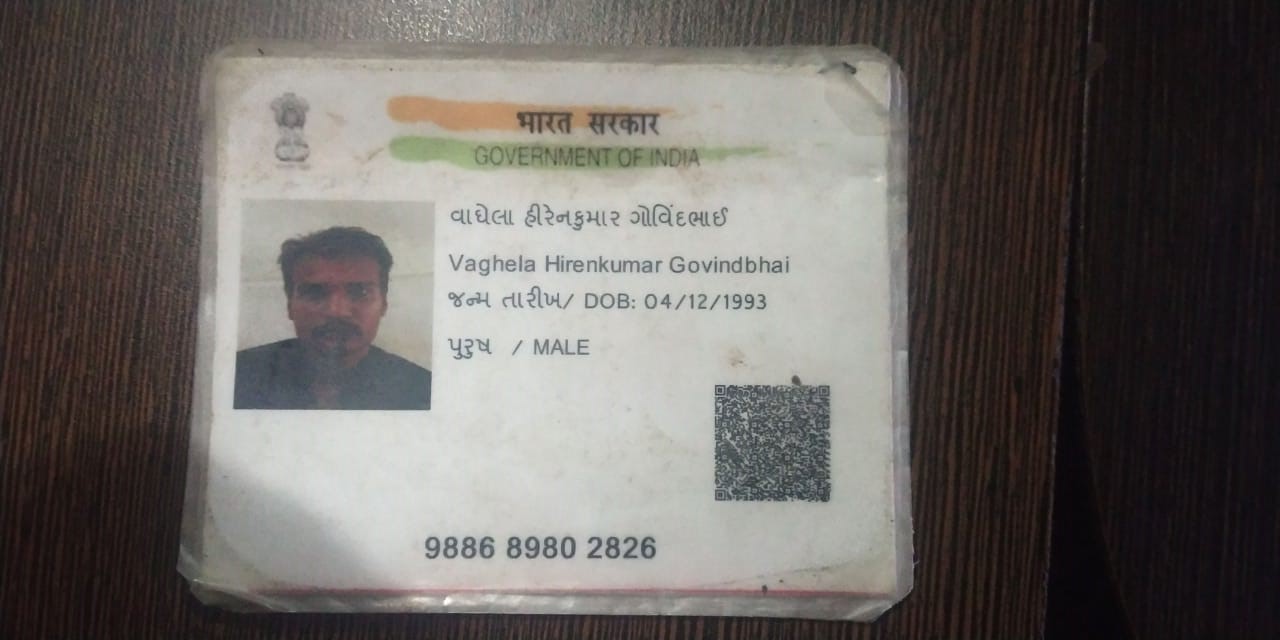 भारत सरकार
GOVERNMENT OF INDIA
વાઘેલા હીરેનકુમાર ગોવિંદભાઈ
Vaghela Hirenkumar Govindbhai
જન્મ તારીખ/ DOB: 04/12/1993
પુરુષ / MALE
9886 8980 2826